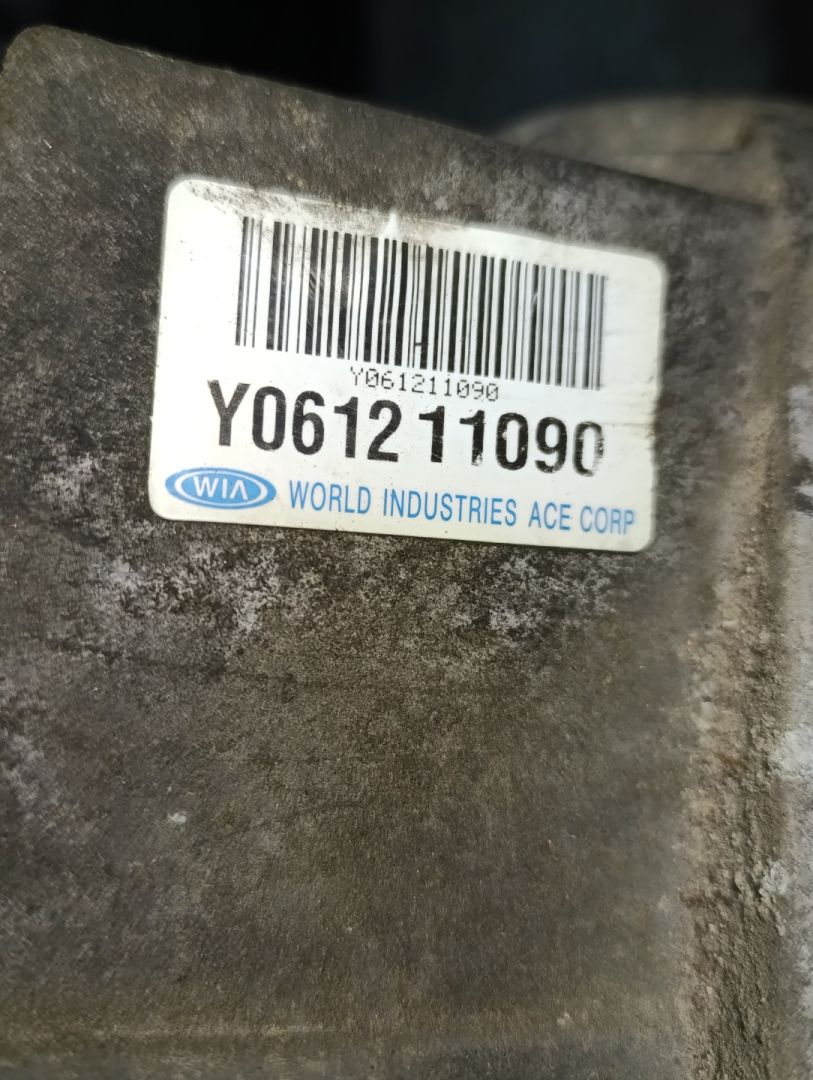 Y061211090
Y061211090
WIA WORLD INDUSTRIES ACE CORP